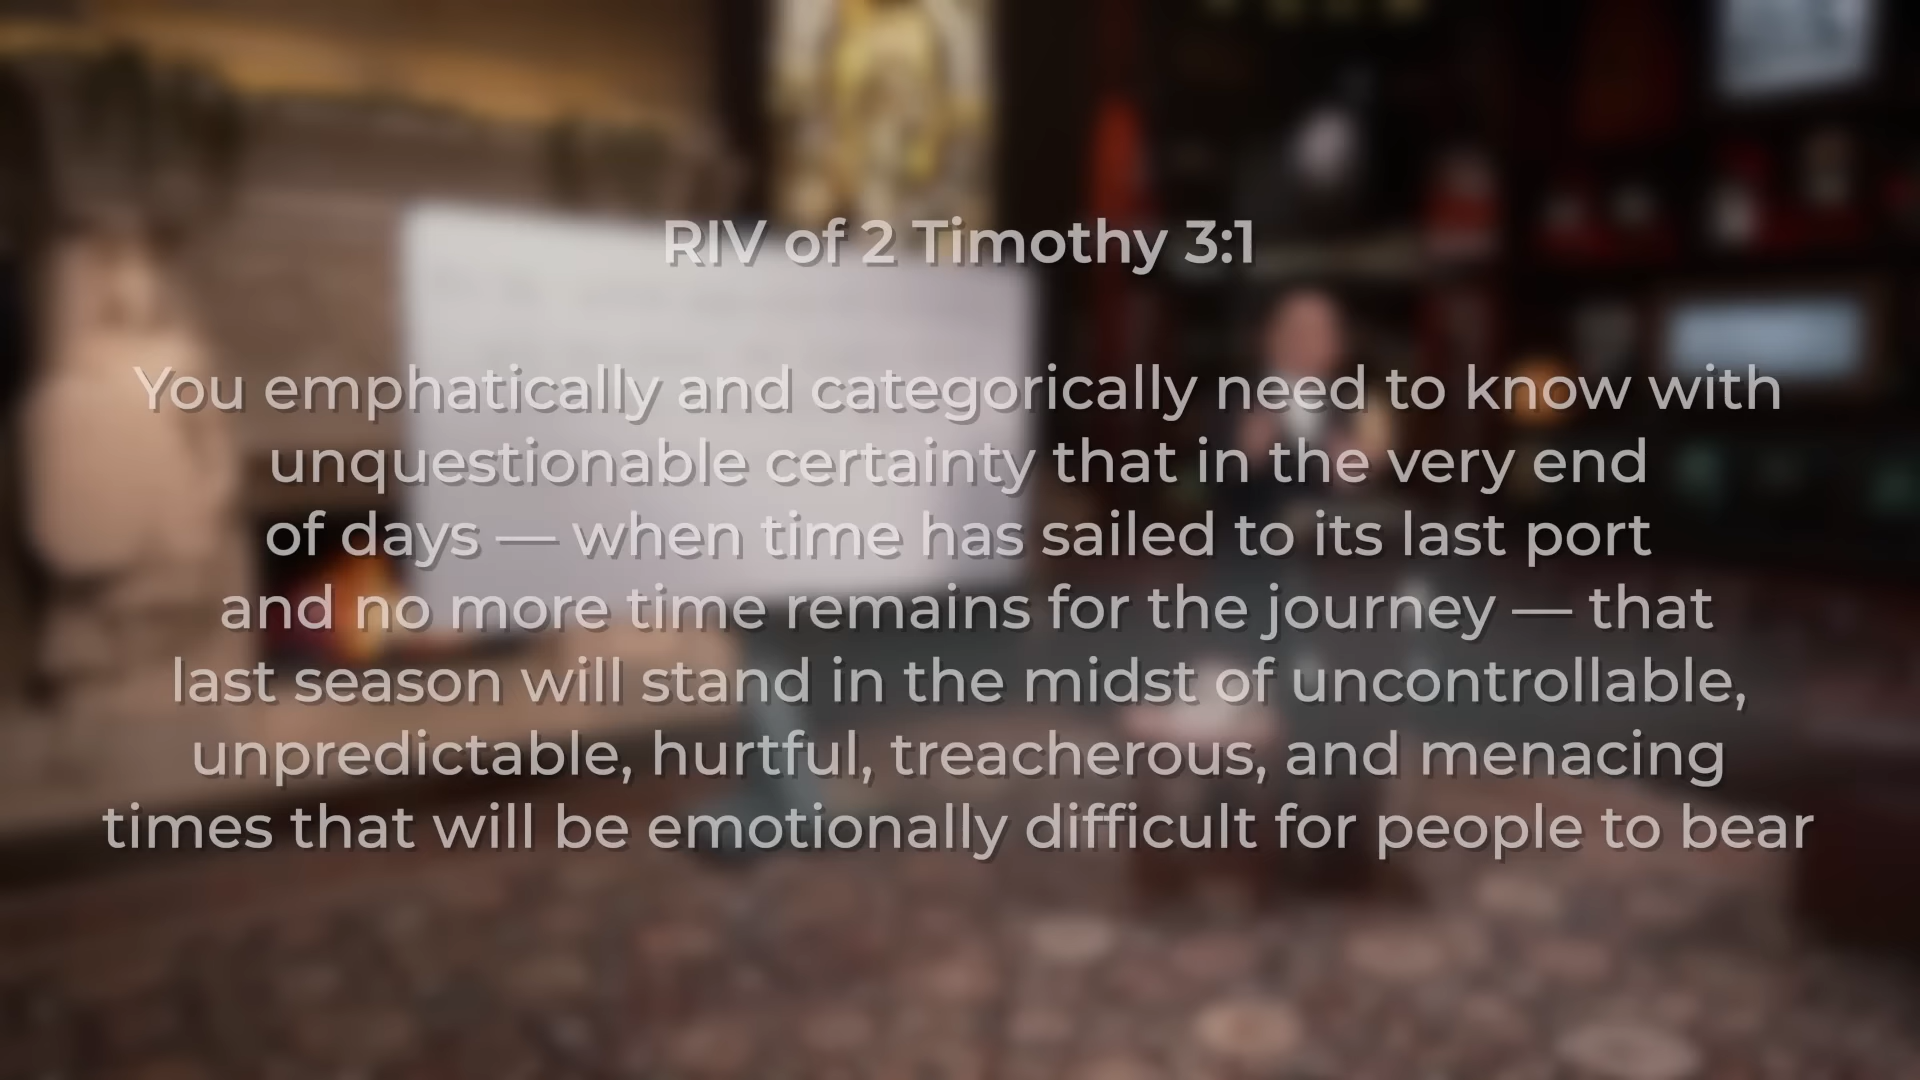 RIV of 2 Timothy 3:1
You emphatically and categorically need to know with
unquestionable certainty that in the very end
of days — when time has sailed to its last port
and no more time remains for the journey — that
last season will stand in the midst of uncontrollable,
unpredictable, hurtful, treacherous, and menacing
times that will be emotionally difficult for people to bear